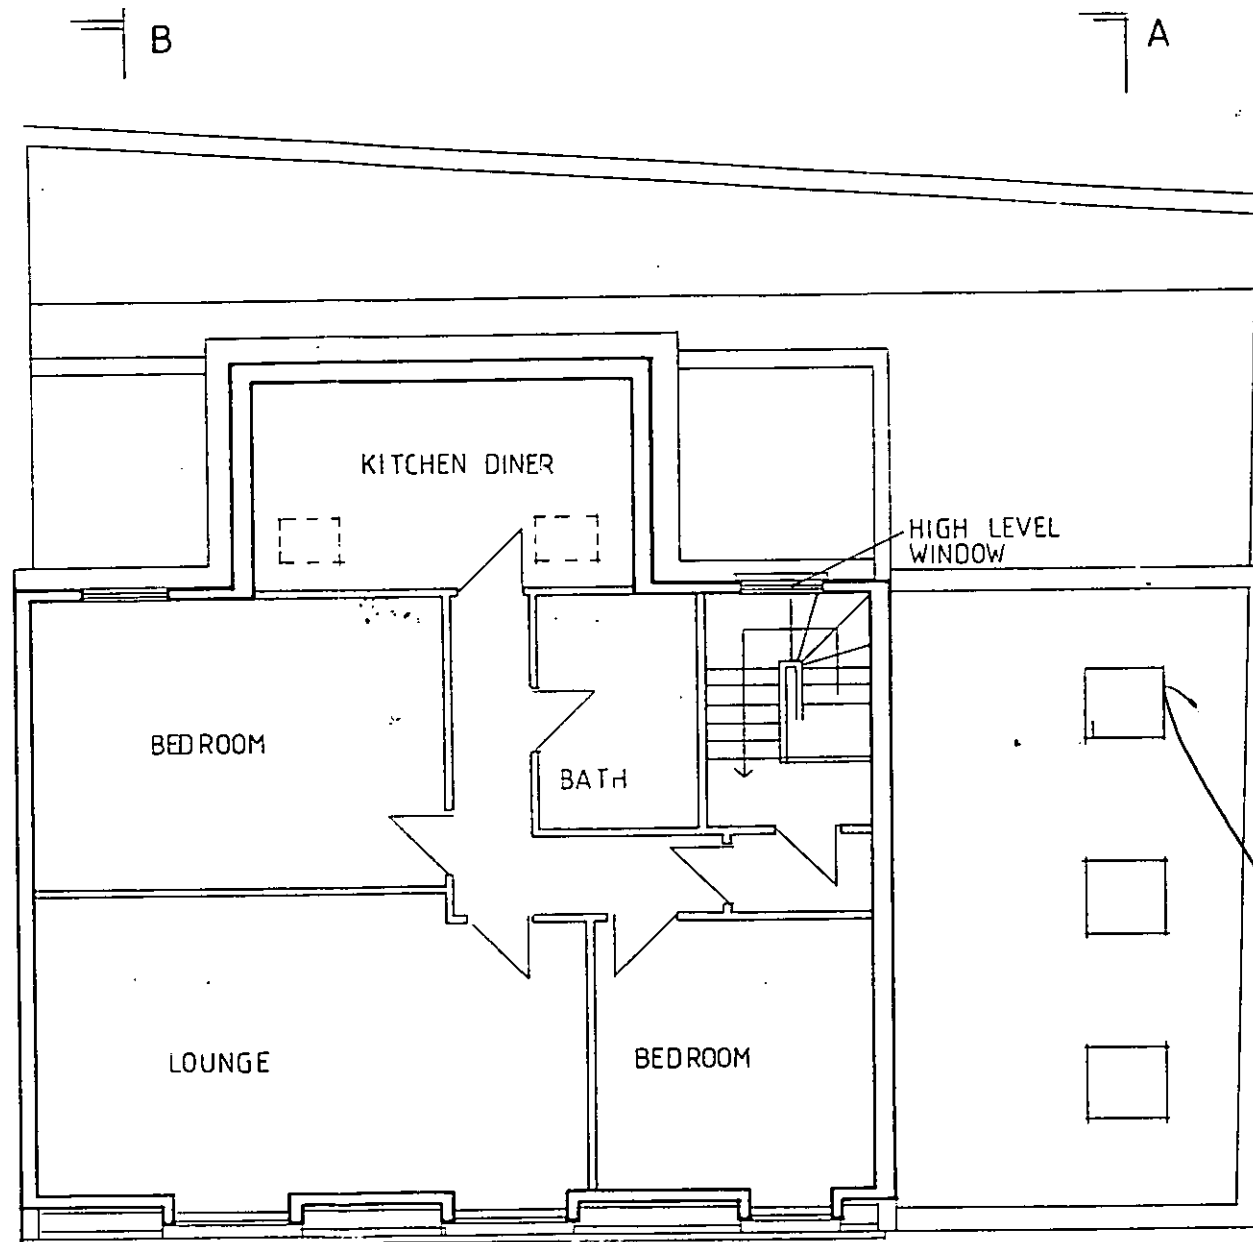 B
A
KITCHEN DINER
HIGH LEVEL
WINDOW
BEDROOM
BATH
LOUNGE
BEDROOM